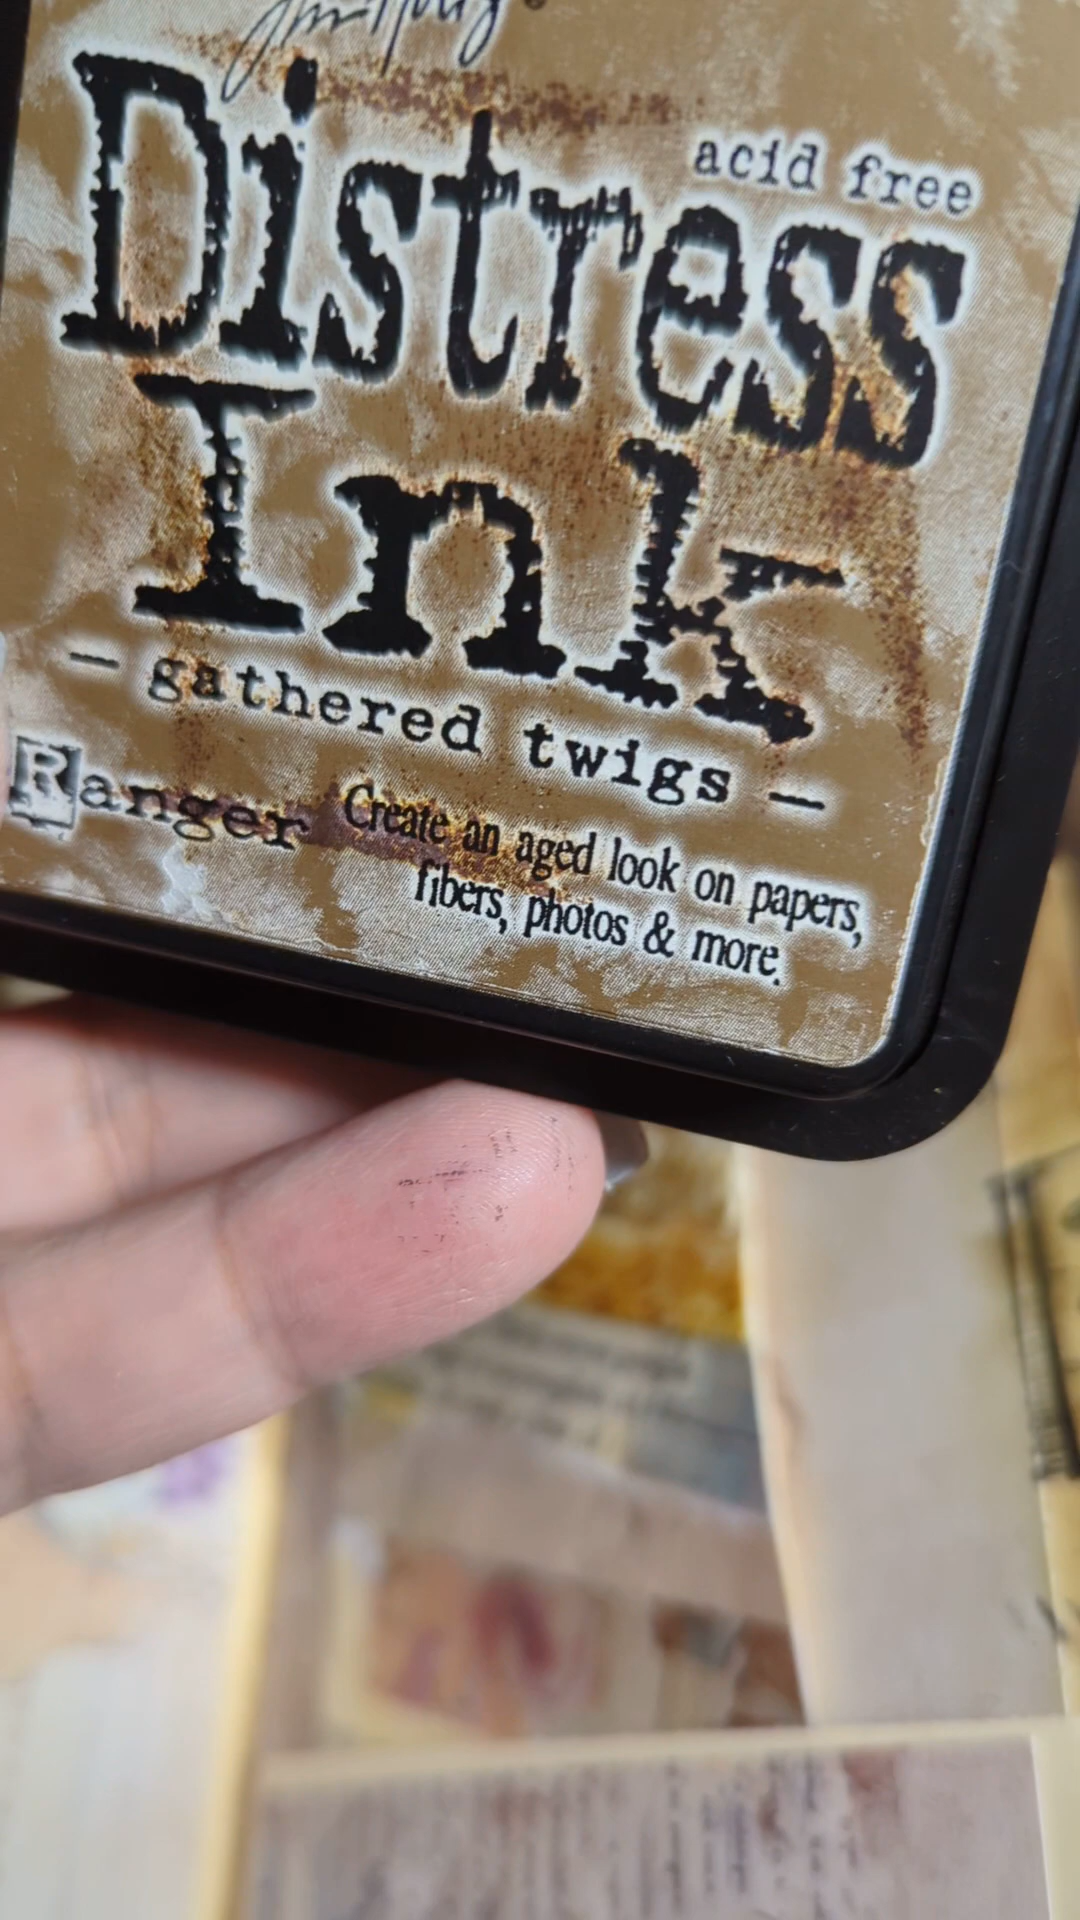 acid free
Distress
Ink
— gathered twigs —
Ranger
Create an aged look on papers,
fibers, photos & more.